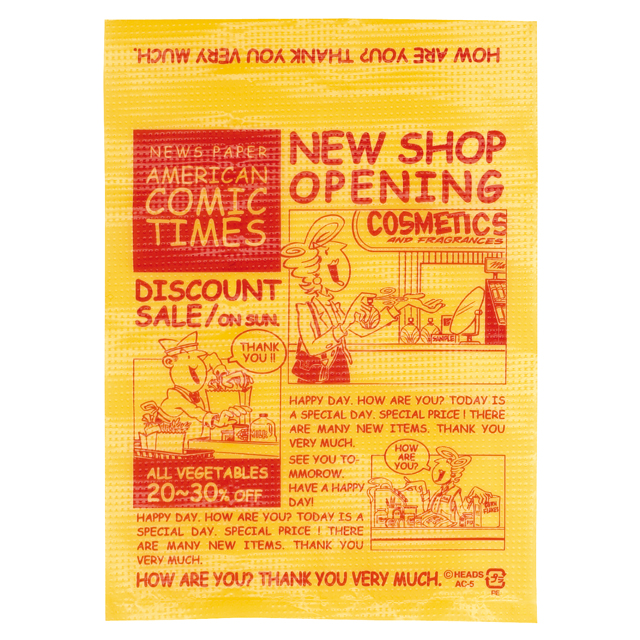 HOW ARE YOU? THANK YOU VERY MUCH.
NEWS PAPER
AMERICAN
COMIC
TIMES
NEW SHOP
OPENING
COSMETICS
AND FRAGRANCES
DISCOUNT
SALE/ON SUN.
THANK
YOU !!
ALL VEGETABLES
20~30% OFF
HAPPY DAY. HOW ARE YOU? TODAY IS
A SPECIAL DAY. SPECIAL PRICE ! THERE
ARE MANY NEW ITEMS. THANK YOU
VERY MUCH.
SEE YOU TO-
MMOROW.
HAVE A HAPPY
DAY!
HOW
ARE
YOU?
HAPPY DAY. HOW ARE YOU? TODAY IS A
SPECIAL DAY. SPECIAL PRICE ! THERE
ARE MANY NEW ITEMS. THANK YOU
VERY MUCH.
HOW ARE YOU? THANK YOU VERY MUCH.
©HEADS
AC-5
プラ
PE